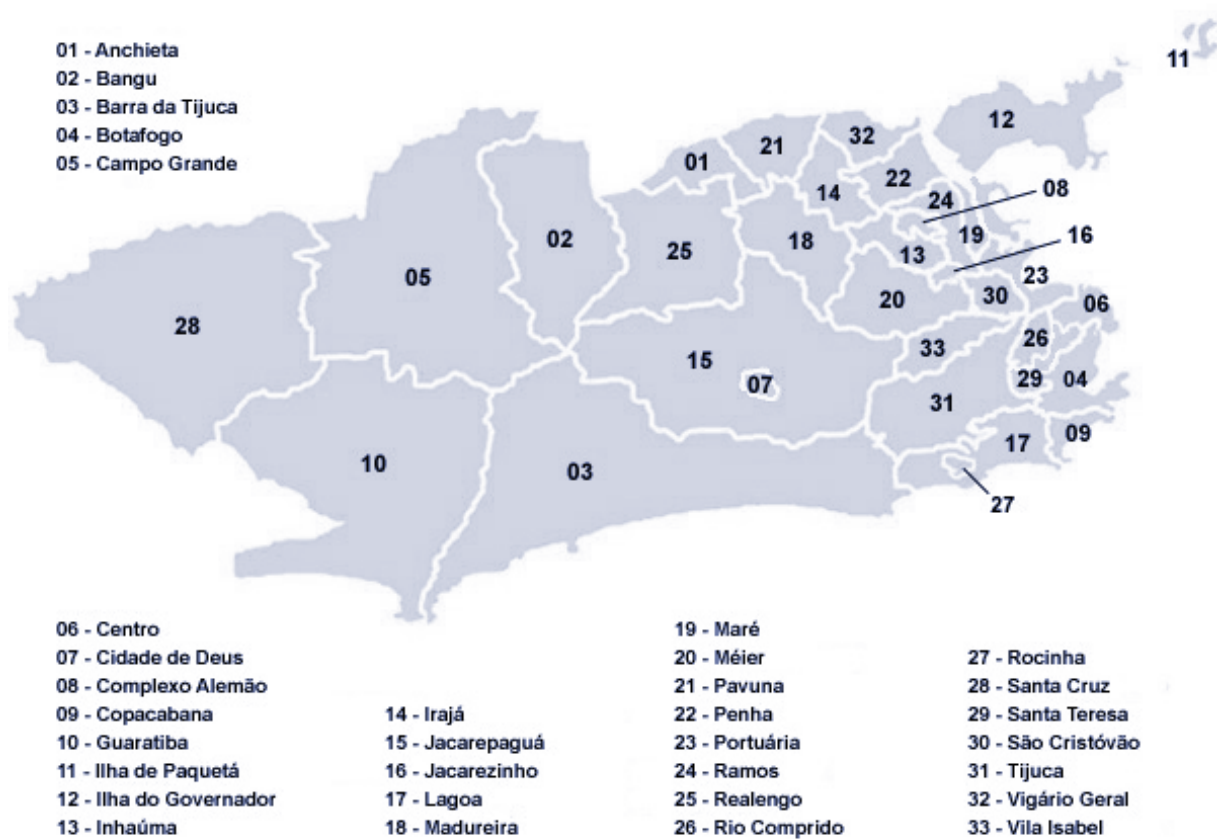 01 - Anchieta
02 - Bangu
03 - Barra da Tijuca
04 - Botafogo
05 - Campo Grande
11
12
32
21
01
22
14
24
08
02
25
18
19
16
13
05
23
20
30
06
28
26
33
15
07
29
04
31
09
17
10
03
27
06 - Centro
07 - Cidade de Deus
08 - Complexo Alemão
09 - Copacabana
10 - Guaratiba
11 - Ilha de Paquetá
12 - Ilha do Governador
13 - Inhaúma
14 - Irajá
15 - Jacarepaguá
16 - Jacarezinho
17 - Lagoa
18 - Madureira
19 - Maré
20 - Méier
21 - Pavuna
22 - Penha
23 - Portuária
24 - Ramos
25 - Realengo
26 - Rio Comprido
27 - Rocinha
28 - Santa Cruz
29 - Santa Teresa
30 - São Cristóvão
31 - Tijuca
32 - Vigário Geral
33 - Vila Isabel